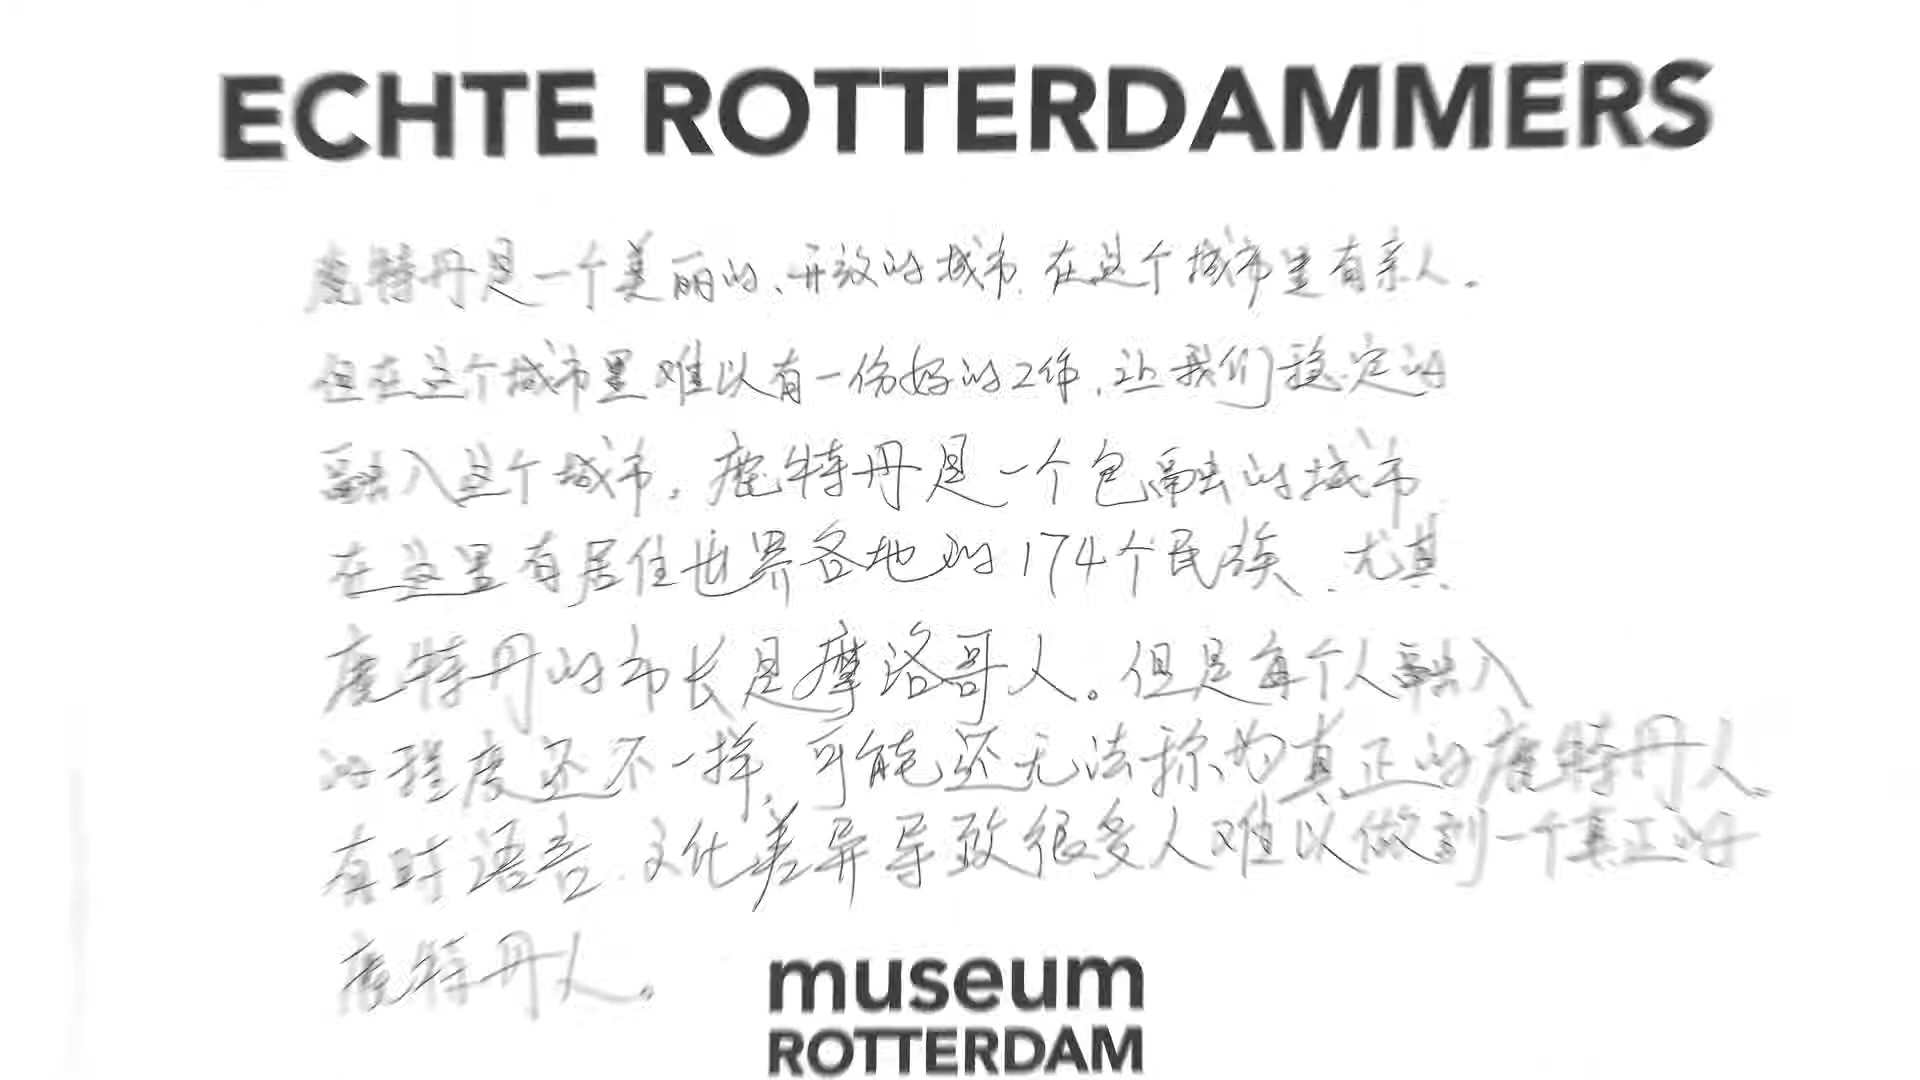 ECHTE ROTTERDAMMERS
鹿特丹是一个美丽的、开放的城市.在这个城市里有亲人.
但在这个城市里难以有一份好的工作,让我们稳定的
融入这个城市。鹿特丹是一个包融的城市
在这里有居住世界各地的174个民族、尤其
鹿特丹的市长是摩洛哥人。但是每个人融入
的程度还不一样,可能还无法称为真正的鹿特丹人。
有时语言、文化差异导致很多人难以做到一个真正的
鹿特丹人。
museum
ROTTERDAM